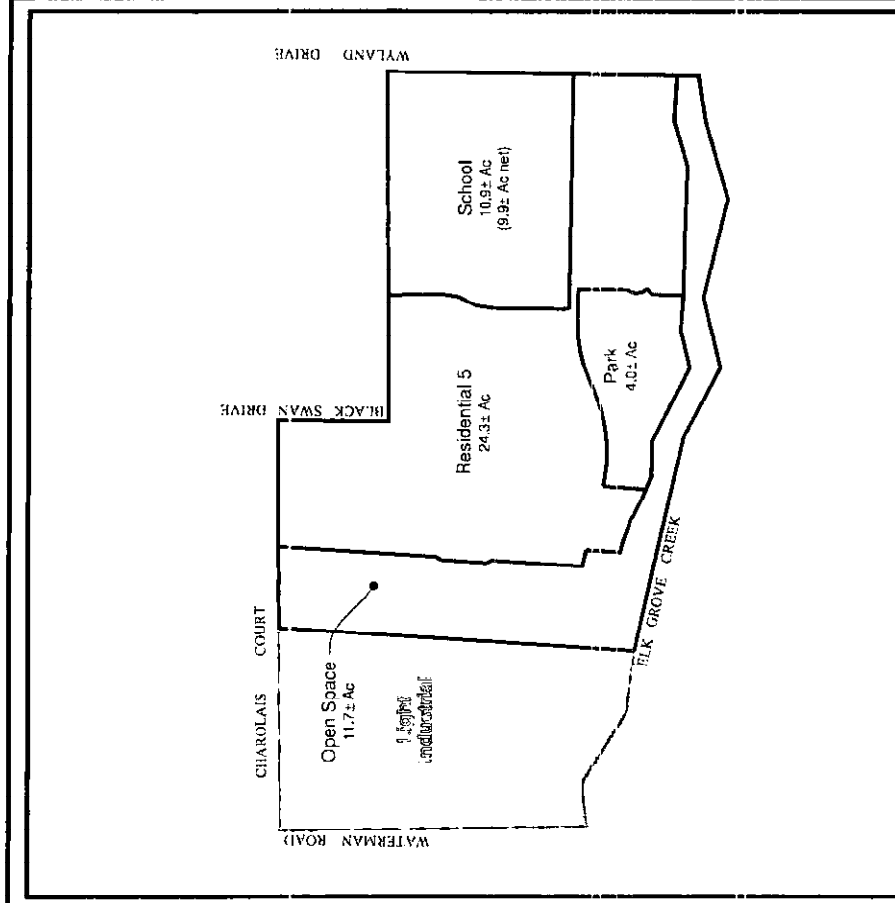 WYLAND DRIVE
School
10.9± Ac
(9.9± Ac net)
BLACK SWAN DRIVE
Residential 5
24.3± Ac
Park
4.0± Ac
ELK GROVE CREEK
CHAROLAIS COURT
Open Space
11.7± Ac
Light
Industrial
WATERMAN ROAD